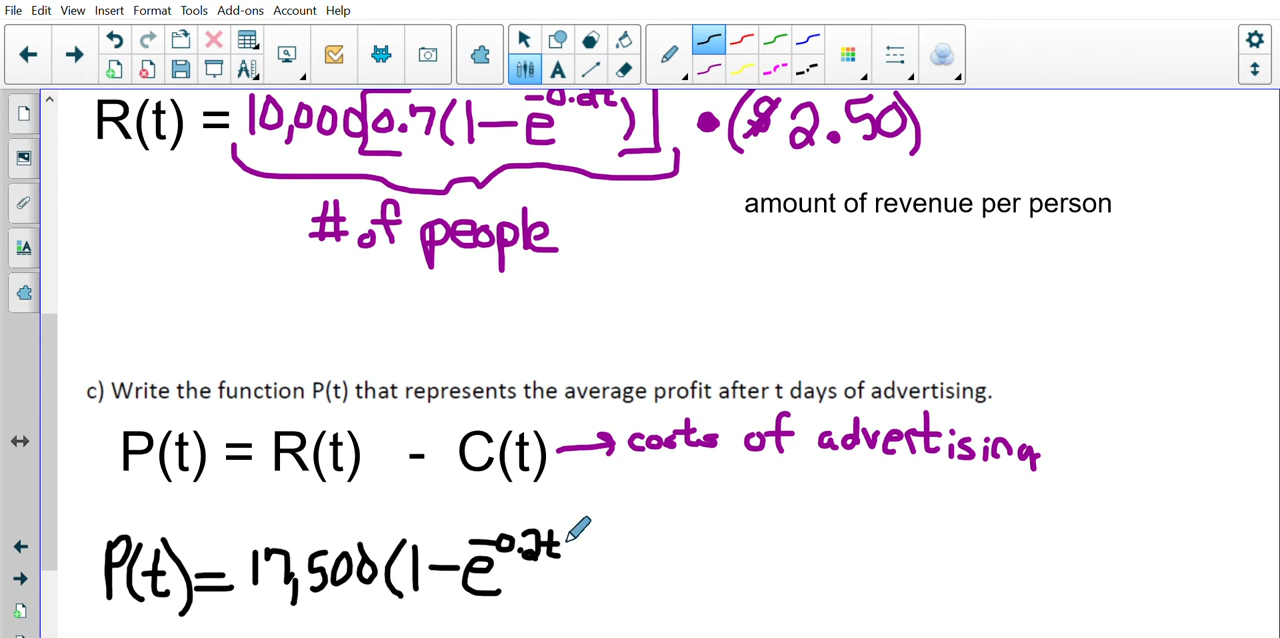 File Edit View Insert Format Tools Add-ons Account Help
R(t) = 10,000[0.7(1-e^-0.2t)] • ($2.50)
# of people
amount of revenue per person
c) Write the function P(t) that represents the average profit after t days of advertising.
P(t) = R(t) - C(t) → costs of advertising
P(t) = 17,500(1-e^-0.2t